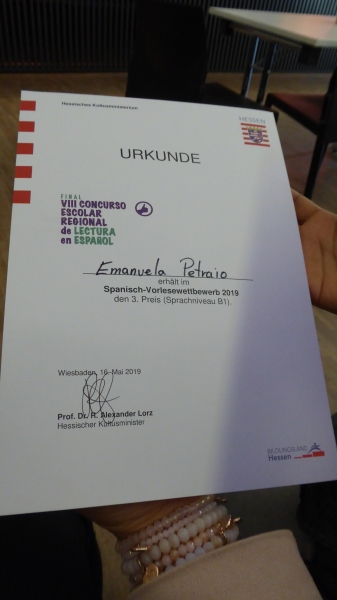 Hessisches Kultusministerium
HESSEN
URKUNDE
FINAL
VIII CONCURSO
ESCOLAR
REGIONAL
de LECTURA
en ESPAÑOL
Emanuela Petraio
erhält im
Spanisch-Vorlesewettbewerb 2019
den 3. Preis (Sprachniveau B1).
Wiesbaden, 16. Mai 2019
Prof. Dr. R. Alexander Lorz
Hessischer Kultusminister
BILDUNGSLAND
Hessen